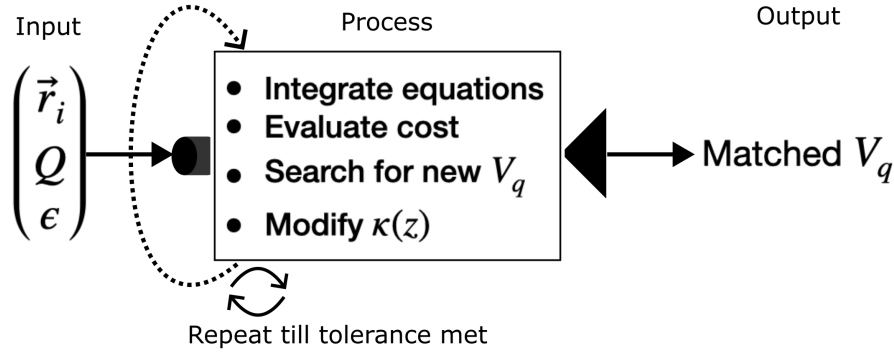 Input
Process
Output
r⃗ᵢ
Q
ϵ
• Integrate equations
• Evaluate cost
• Search for new V_q
• Modify κ(z)
Matched V_q
Repeat till tolerance met